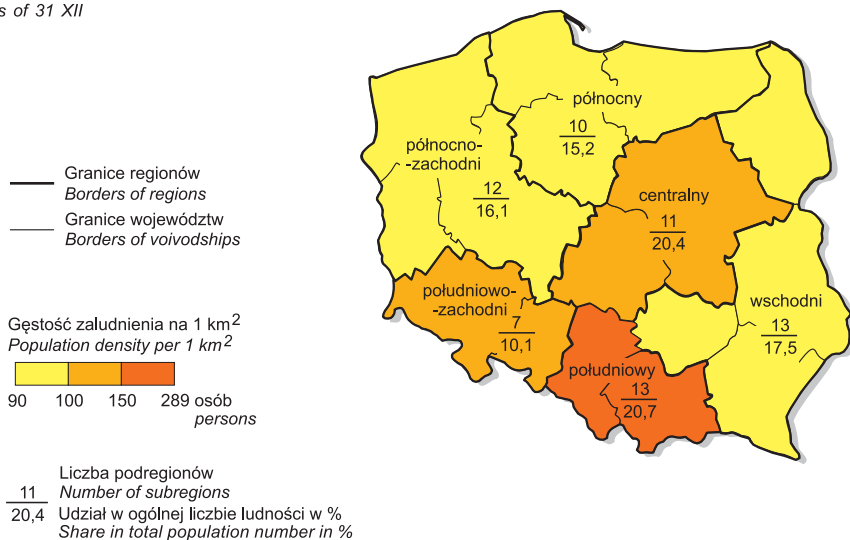 s of 31 XII
Granice regionów
Borders of regions
Granice województw
Borders of voivodships
Gęstość zaludnienia na 1 km²
Population density per 1 km²
90 100 150 289 osób
persons
Liczba podregionów
11 Number of subregions
20,4 Udział w ogólnej liczbie ludności w %
Share in total population number in %
północny
10
15,2
północno-
-zachodni
12
16,1
centralny
11
20,4
południowo-
-zachodni
7
10,1
wschodni
13
17,5
południowy
13
20,7